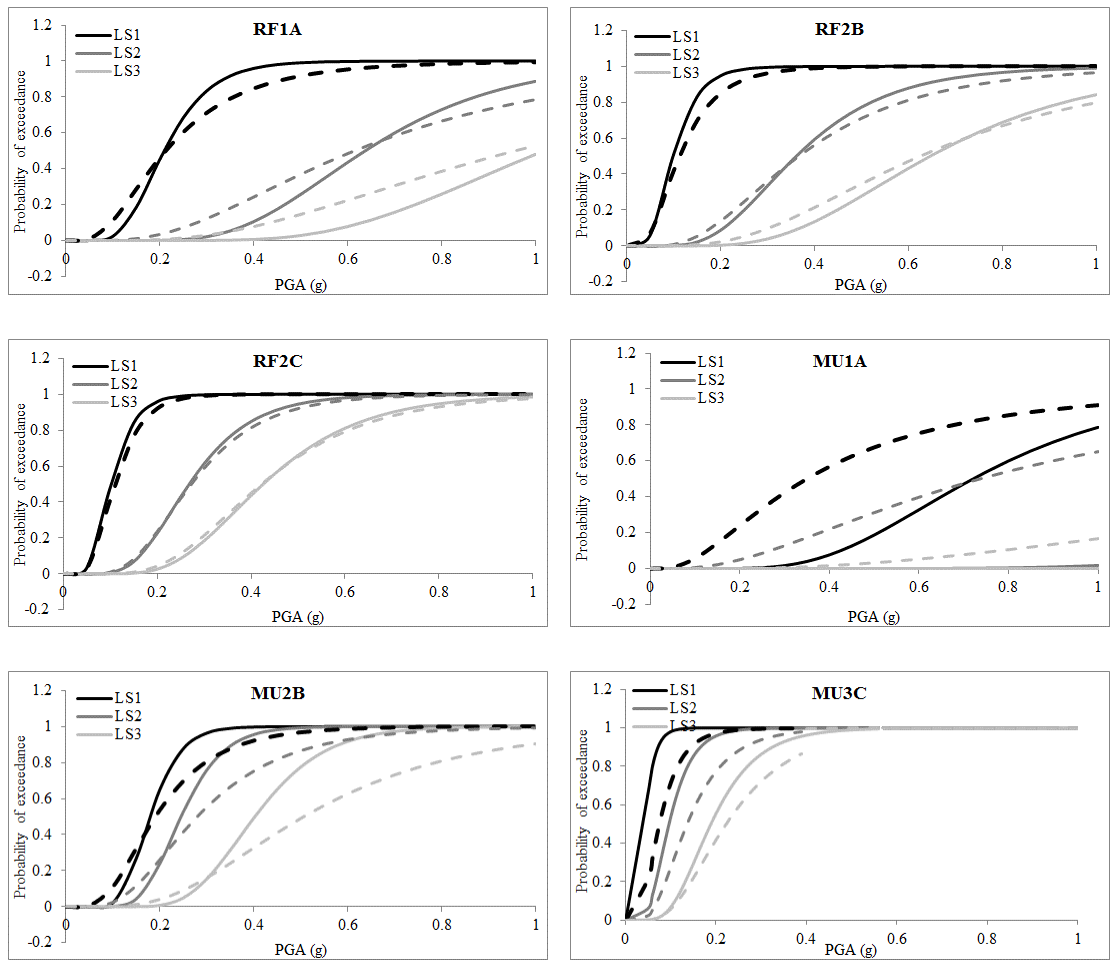 RF1A
1.2
LS1
1
LS2
0.8
LS3
0.6
0.4
0.2
0
-0.2
0
0.2
0.4
0.6
0.8
1
Probability of exceedance
PGA (g)
RF2B
1.2
LS1
1
LS2
0.8
LS3
0.6
0.4
0.2
0
-0.2
0
0.2
0.4
0.6
0.8
1
Probability of exceedance
PGA (g)
RF2C
1.2
LS1
1
LS2
0.8
LS3
0.6
0.4
0.2
0
-0.2
0
0.2
0.4
0.6
0.8
1
Probability of exceedance
PGA (g)
MU1A
1.2
LS1
1
LS2
0.8
LS3
0.6
0.4
0.2
0
-0.2
0
0.2
0.4
0.6
0.8
1
Probability of exceedance
PGA (g)
MU2B
1.2
LS1
1
LS2
0.8
LS3
0.6
0.4
0.2
0
-0.2
0
0.2
0.4
0.6
0.8
1
Probability of exceedance
PGA (g)
MU3C
1.2
LS1
1
LS2
0.8
LS3
0.6
0.4
0.2
0
0
0.2
0.4
0.6
0.8
1
Probability of exceedance
PGA (g)